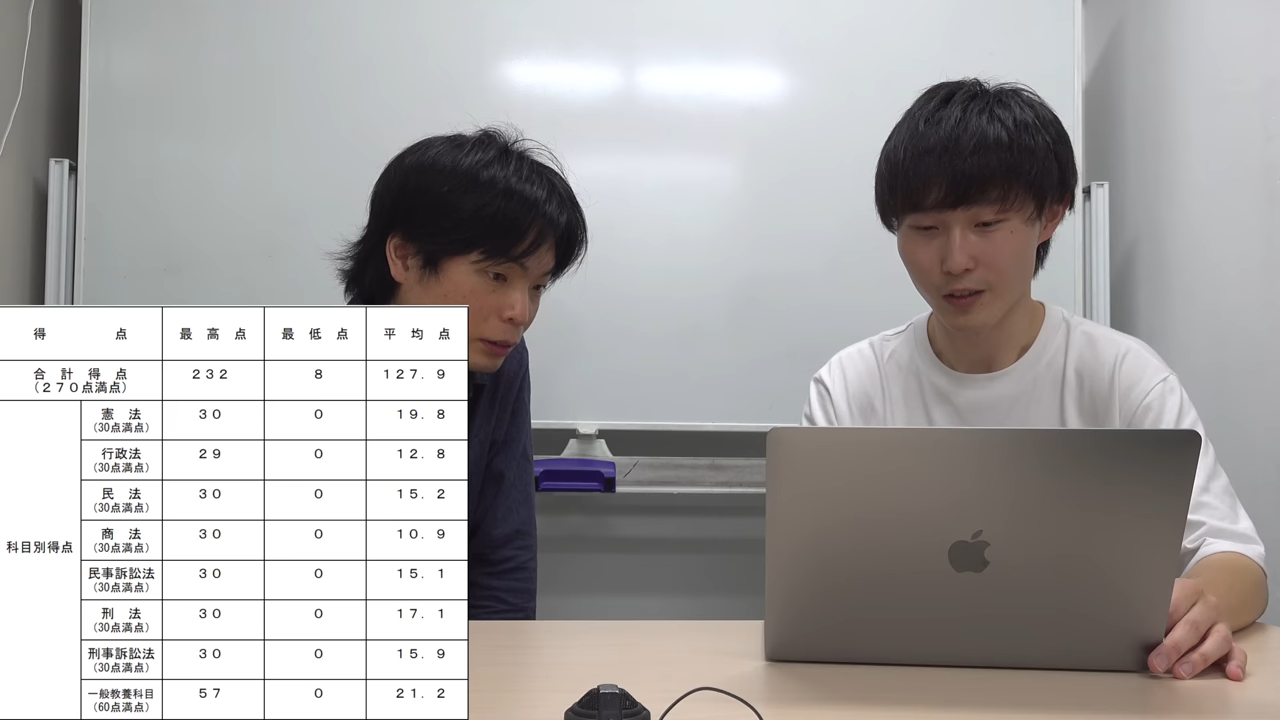 得 点 最 高 点 最 低 点 平 均 点
合 計 得 点 232 8 127.9
（270点満点）
科目別得点
憲 法 30 0 19.8
(30点満点)
行政法 29 0 12.8
(30点満点)
民 法 30 0 15.2
(30点満点)
商 法 30 0 10.9
(30点満点)
民事訴訟法 30 0 15.1
(30点満点)
刑 法 30 0 17.1
(30点満点)
刑事訴訟法 30 0 15.9
(30点満点)
一般教養科目 57 0 21.2
(60点満点)